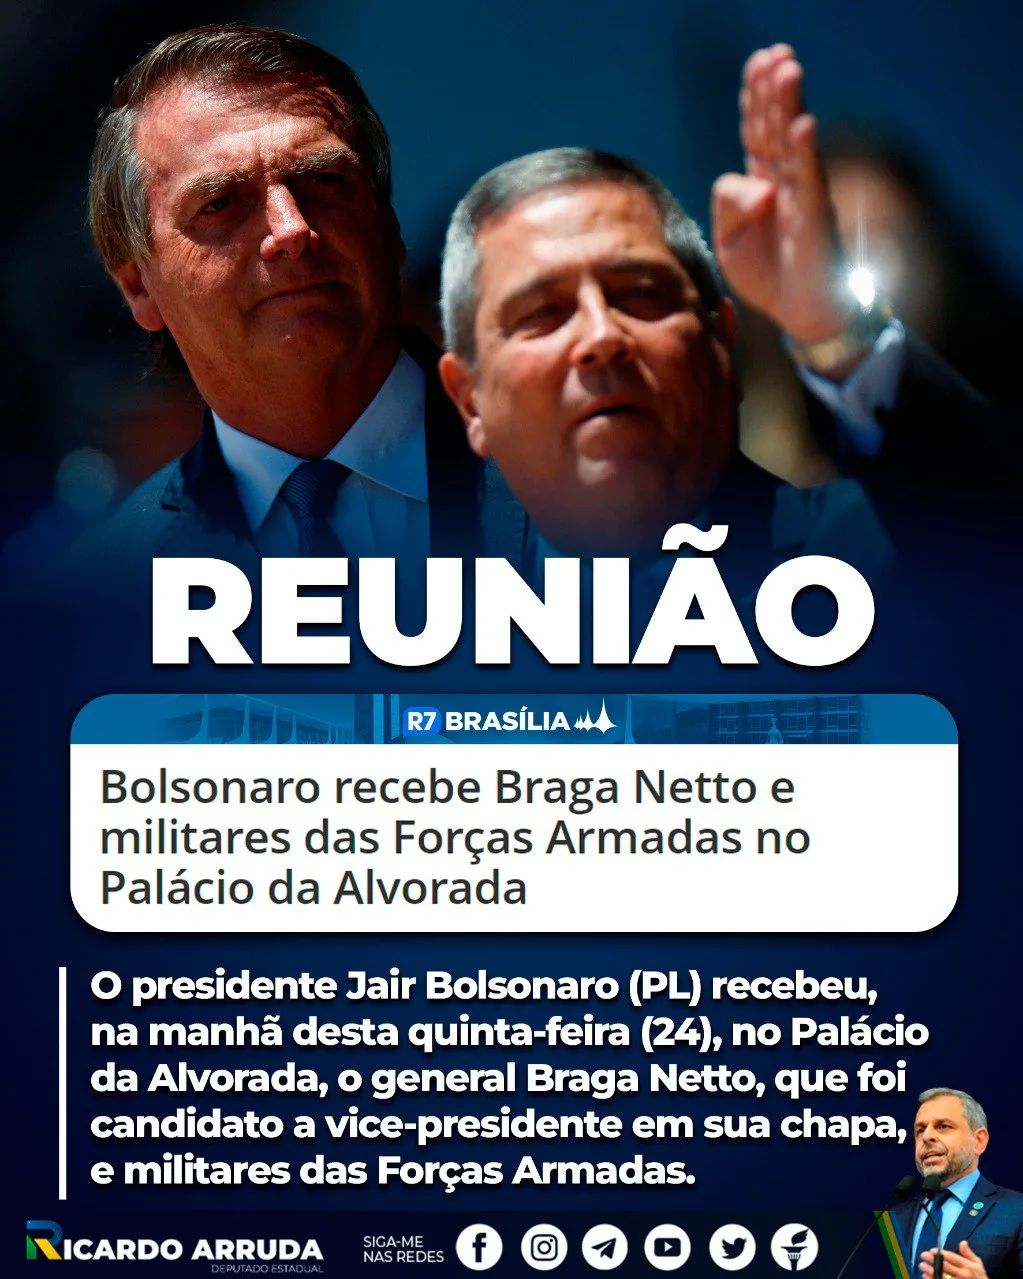 REUNIÃO
R7 BRASÍLIA
Bolsonaro recebe Braga Netto e
militares das Forças Armadas no
Palácio da Alvorada
O presidente Jair Bolsonaro (PL) recebeu,
na manhã desta quinta-feira (24), no Palácio
da Alvorada, o general Braga Netto, que foi
candidato a vice-presidente em sua chapa,
e militares das Forças Armadas.
RICARDO ARRUDA
DEPUTADO ESTADUAL
SIGA-ME
NAS REDES